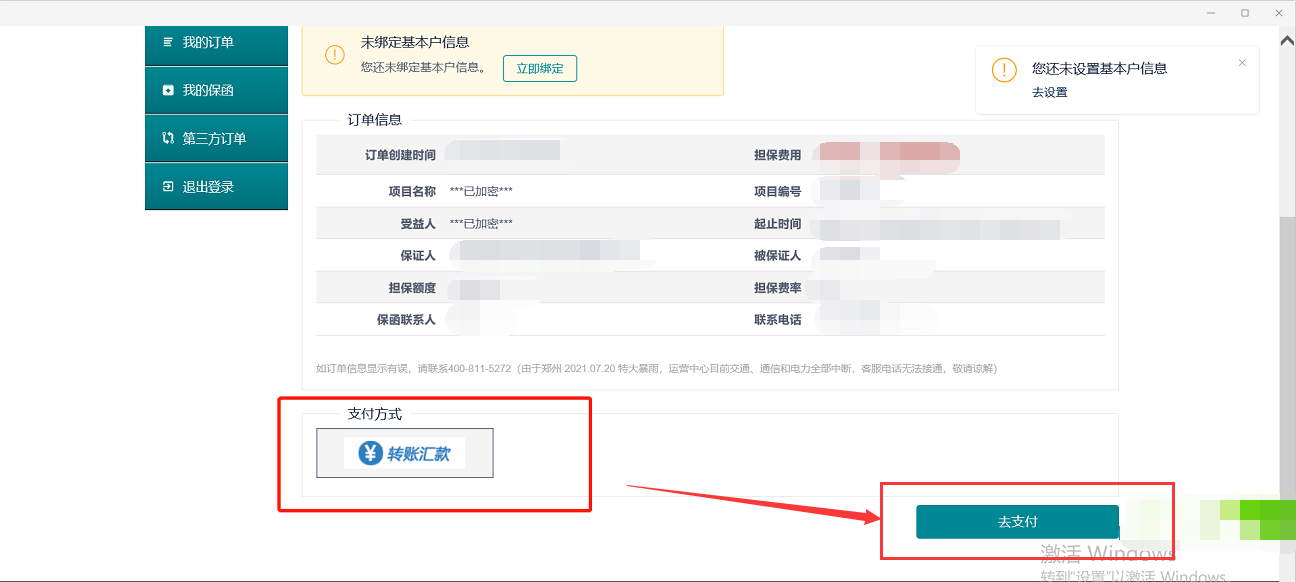 我的订单
我的保函
第三方订单
退出登录
未绑定基本户信息
您还未绑定基本户信息。 立即绑定
您还未设置基本户信息
去设置
订单信息
订单创建时间 担保费用
项目名称 ***已加密*** 项目编号
受益人 ***已加密*** 起止时间
保证人 被保证人
担保额度 担保费率
保函联系人 联系电话
如订单信息显示有误，请联系400-811-5272（由于郑州 2021.07.20 特大暴雨，运营中心目前交通、通信和电力全部中断，客服电话无法接通，敬请谅解）
支付方式
¥ 转账汇款
去支付
激活 Windows
转到"设置"以激活 Windows。